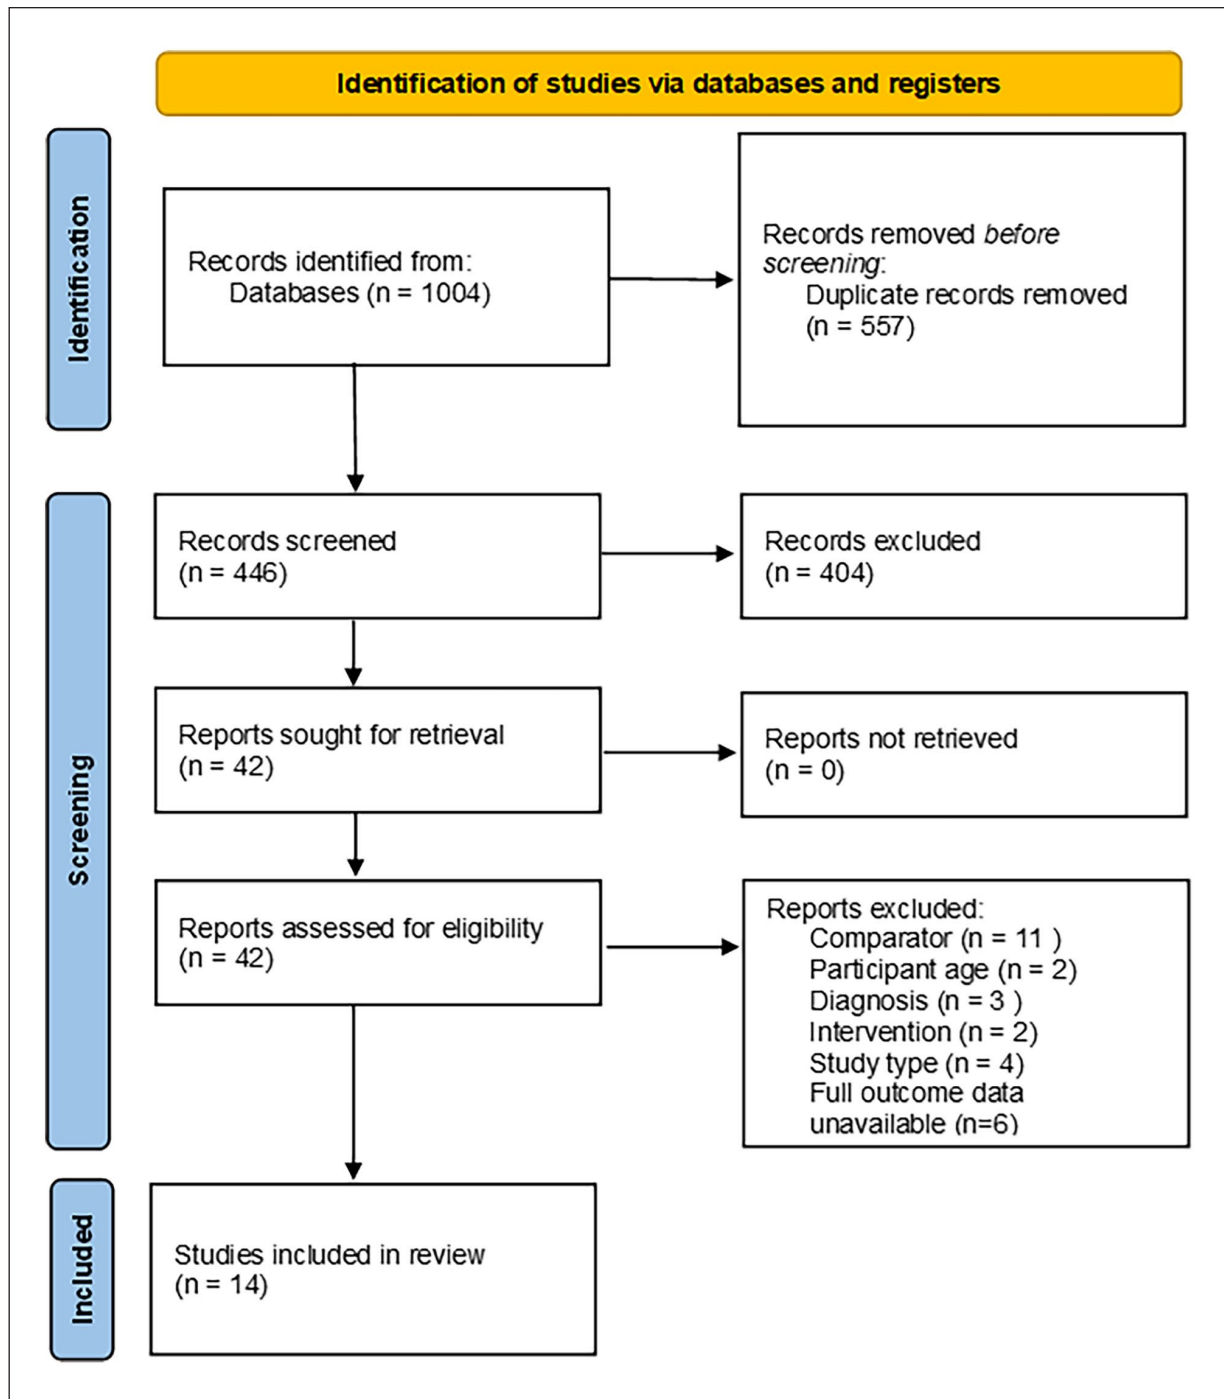 Identification of studies via databases and registers
Identification
Records identified from:
Databases (n = 1004)
Records removed before
screening:
Duplicate records removed
(n = 557)
Screening
Records screened
(n = 446)
Records excluded
(n = 404)
Reports sought for retrieval
(n = 42)
Reports not retrieved
(n = 0)
Reports assessed for eligibility
(n = 42)
Reports excluded:
Comparator (n = 11 )
Participant age (n = 2)
Diagnosis (n = 3 )
Intervention (n = 2)
Study type (n = 4)
Full outcome data
unavailable (n=6)
Included
Studies included in review
(n = 14)